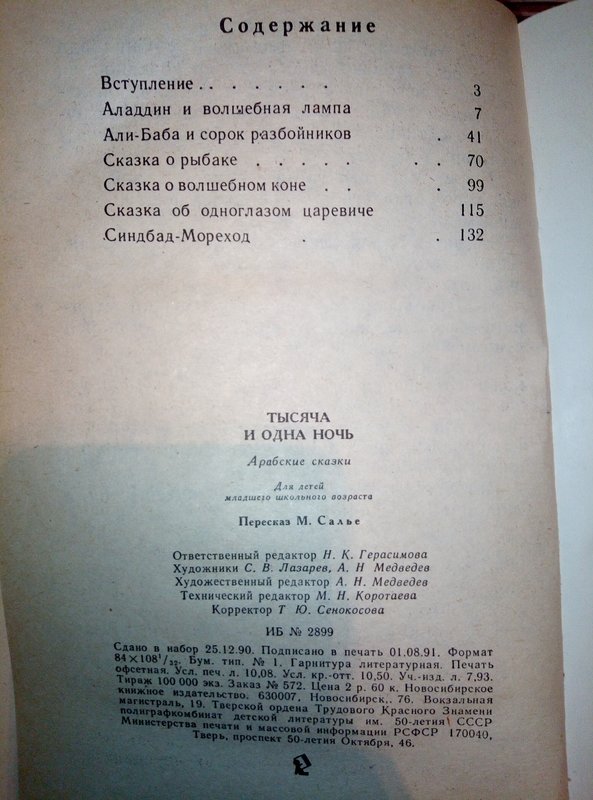 Содержание
Вступление . . . . . . . 3
Аладдин и волшебная лампа 7
Али-Баба и сорок разбойников . 41
Сказка о рыбаке . . . . . 70
Сказка о волшебном коне . . . 99
Сказка об одноглазом царевиче 115
Синдбад-Мореход . . 132
ТЫСЯЧА
И ОДНА НОЧЬ
Арабские сказки
Для детей
младшего школьного возраста
Пересказ М. Салье
Ответственный редактор Н. К. Герасимова
Художники С. В. Лазарев, А. Н Медведев
Художественный редактор А. Н. Медведев
Технический редактор М. Н. Коротаева
Корректор Т Ю. Сенокосова
ИБ № 2899
Сдано в набор 25.12.90. Подписано в печать 01.08.91. Формат
84×108 1/32. Бум. тип. № 1. Гарнитура литературная. Печать
офсетная. Усл. печ. л. 10,08. Усл. кр.-отт. 10,50. Уч.-изд. л. 7,93.
Тираж 100 000 экз. Заказ № 572. Цена 2 р. 60 к. Новосибирское
книжное издательство. 630007, Новосибирск, 76. Вокзальная
магистраль, 19. Тверской ордена Трудового Красного Знамени
полиграфкомбинат детской литературы им. 50-летия СССР
Министерства печати и массовой информации РСФСР 170040,
Тверь, проспект 50-летия Октября, 46.